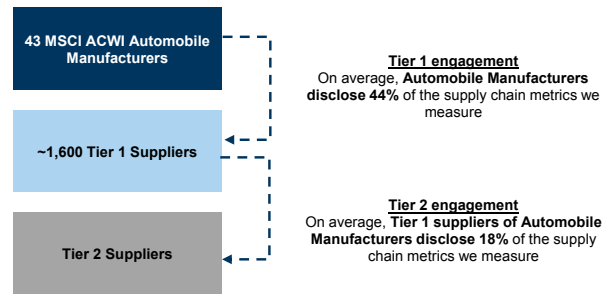 43 MSCI ACWI Automobile
Manufacturers
Tier 1 engagement
On average, Automobile Manufacturers
disclose 44% of the supply chain metrics we
measure
~1,600 Tier 1 Suppliers
Tier 2 engagement
On average, Tier 1 suppliers of Automobile
Manufacturers disclose 18% of the supply
chain metrics we measure
Tier 2 Suppliers